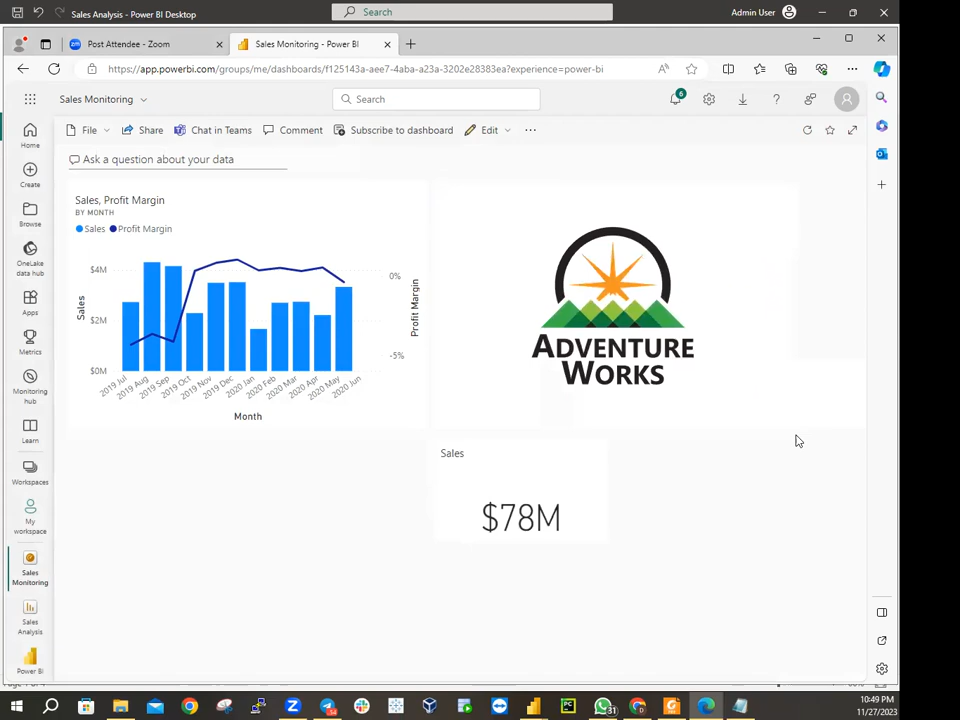 Sales Analysis - Power BI Desktop
Search
Admin User
Post Attendee - Zoom
Sales Monitoring - Power BI
https://app.powerbi.com/groups/me/dashboards/f125143a-aee7-4aba-a23a-3202e28383ea?experience=power-bi
Sales Monitoring
Search
6
File
Share
Chat in Teams
Comment
Subscribe to dashboard
Edit
Home
Create
Browse
OneLake
data hub
Apps
Metrics
Monitoring
hub
Learn
Workspaces
My
workspace
Sales
Monitoring
Sales
Analysis
Power BI
Ask a question about your data
Sales, Profit Margin
BY MONTH
Sales
Profit Margin
$4M
$2M
$0M
Sales
0%
-5%
Profit Margin
2019 Jul
2019 Aug
2019 Sep
2019 Oct
2019 Nov
2019 Dec
2020 Jan
2020 Feb
2020 Mar
2020 Apr
2020 May
2020 Jun
Month
ADVENTURE
WORKS
Sales
$78M
31
10:49 PM
11/27/2023